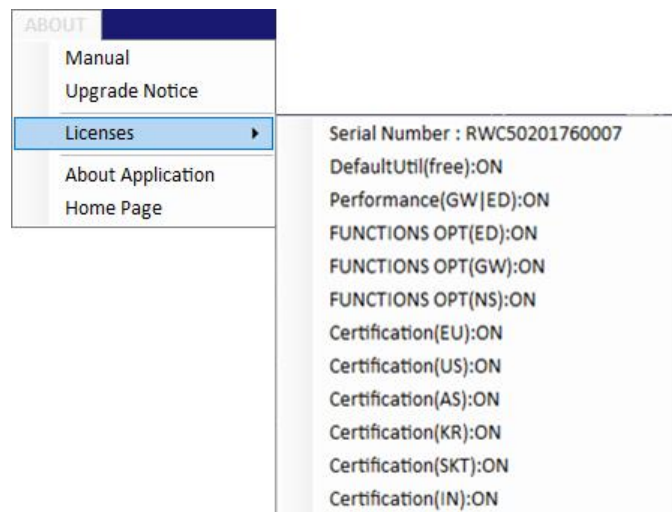 ABOUT
Manual
Upgrade Notice
Licenses
About Application
Home Page
Serial Number : RWC50201760007
DefaultUtil(free):ON
Performance(GW|ED):ON
FUNCTIONS OPT(ED):ON
FUNCTIONS OPT(GW):ON
FUNCTIONS OPT(NS):ON
Certification(EU):ON
Certification(US):ON
Certification(AS):ON
Certification(KR):ON
Certification(SKT):ON
Certification(IN):ON